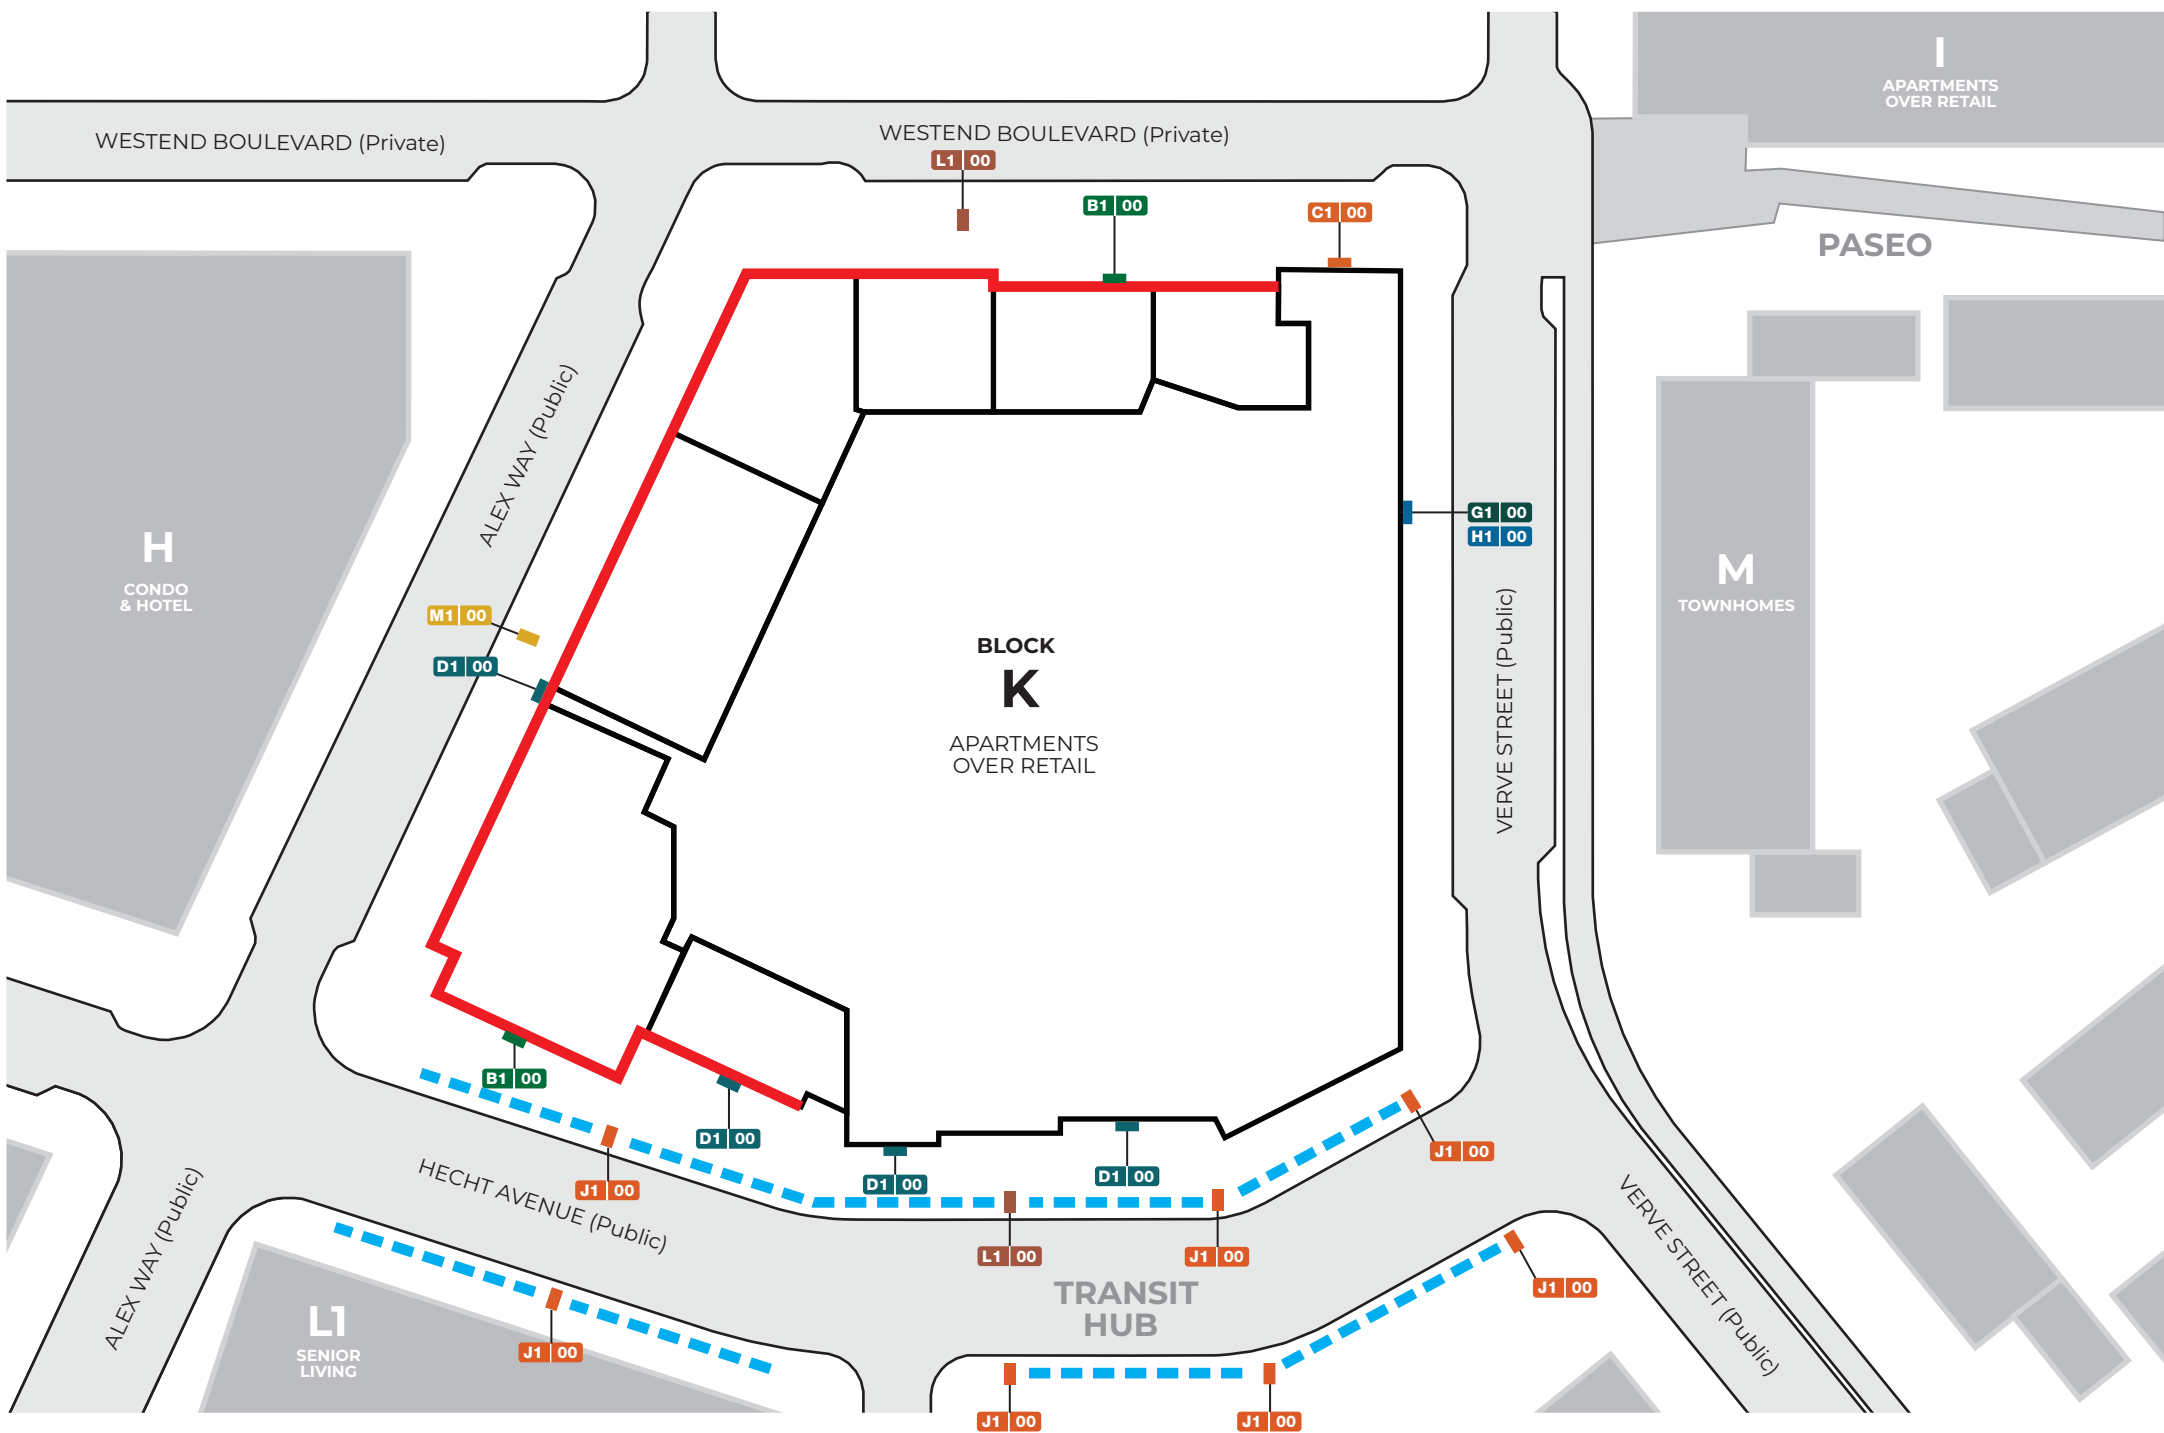 I
APARTMENTS
OVER RETAIL
WESTEND BOULEVARD (Private)
WESTEND BOULEVARD (Private)
L1 00
B1 00
C1 00
PASEO
ALEX WAY (Public)
H
CONDO
& HOTEL
G1 00
H1 00
M
TOWNHOMES
M1 00
D1 00
BLOCK
K
APARTMENTS
OVER RETAIL
VERVE STREET (Public)
B1 00
D1 00
J1 00
D1 00
D1 00
J1 00
HECHT AVENUE (Public)
ALEX WAY (Public)
VERVE STREET (Public)
L1 00
J1 00
TRANSIT
HUB
J1 00
L1
SENIOR
LIVING
J1 00
J1 00
J1 00